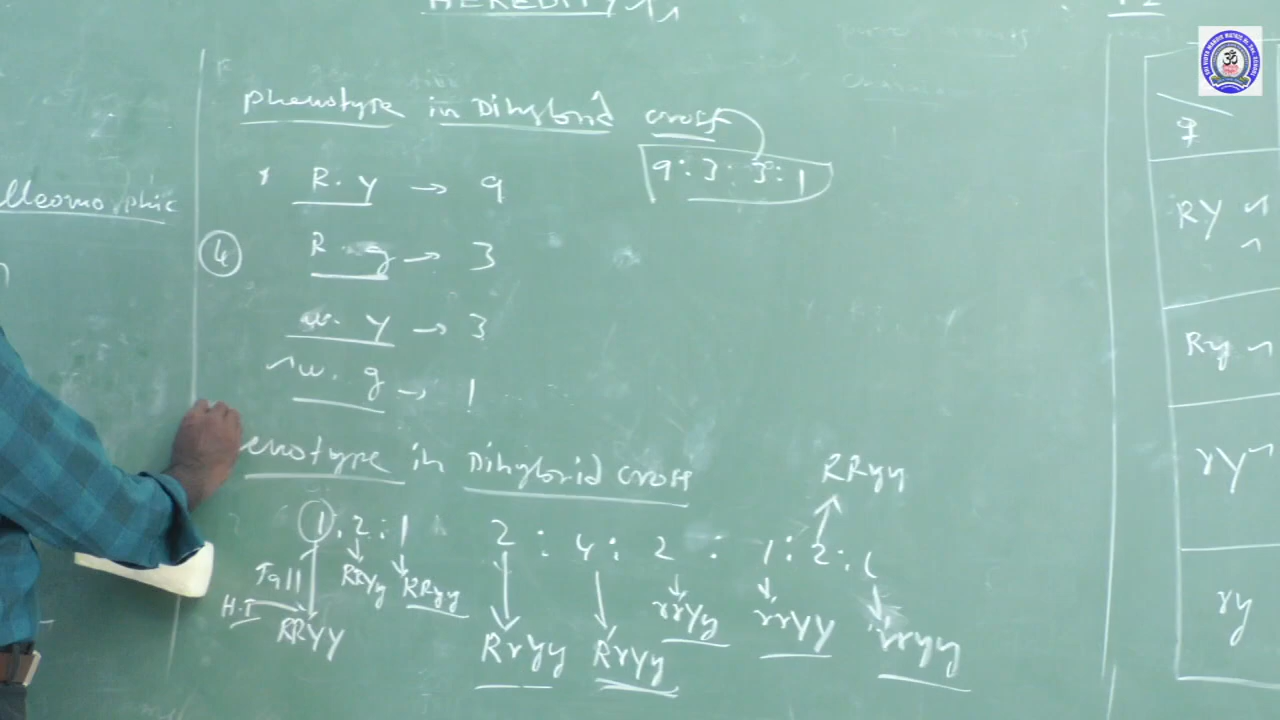 HEREDITY
phenotype in Dihybrid cross
9:3:3:1
R. y → 9
4
R. g → 3
w. y → 3
w. g → 1
enotype in Dihybrid cross
RRyy
1:2:1 2:4:2:1:2:1
Tall
H.T
RRYY
RRYy
RRyy
RrYy
RrYy
rrYy
rrYY
rryy
lleomorphic
♀
RY
Ry
rY
ry